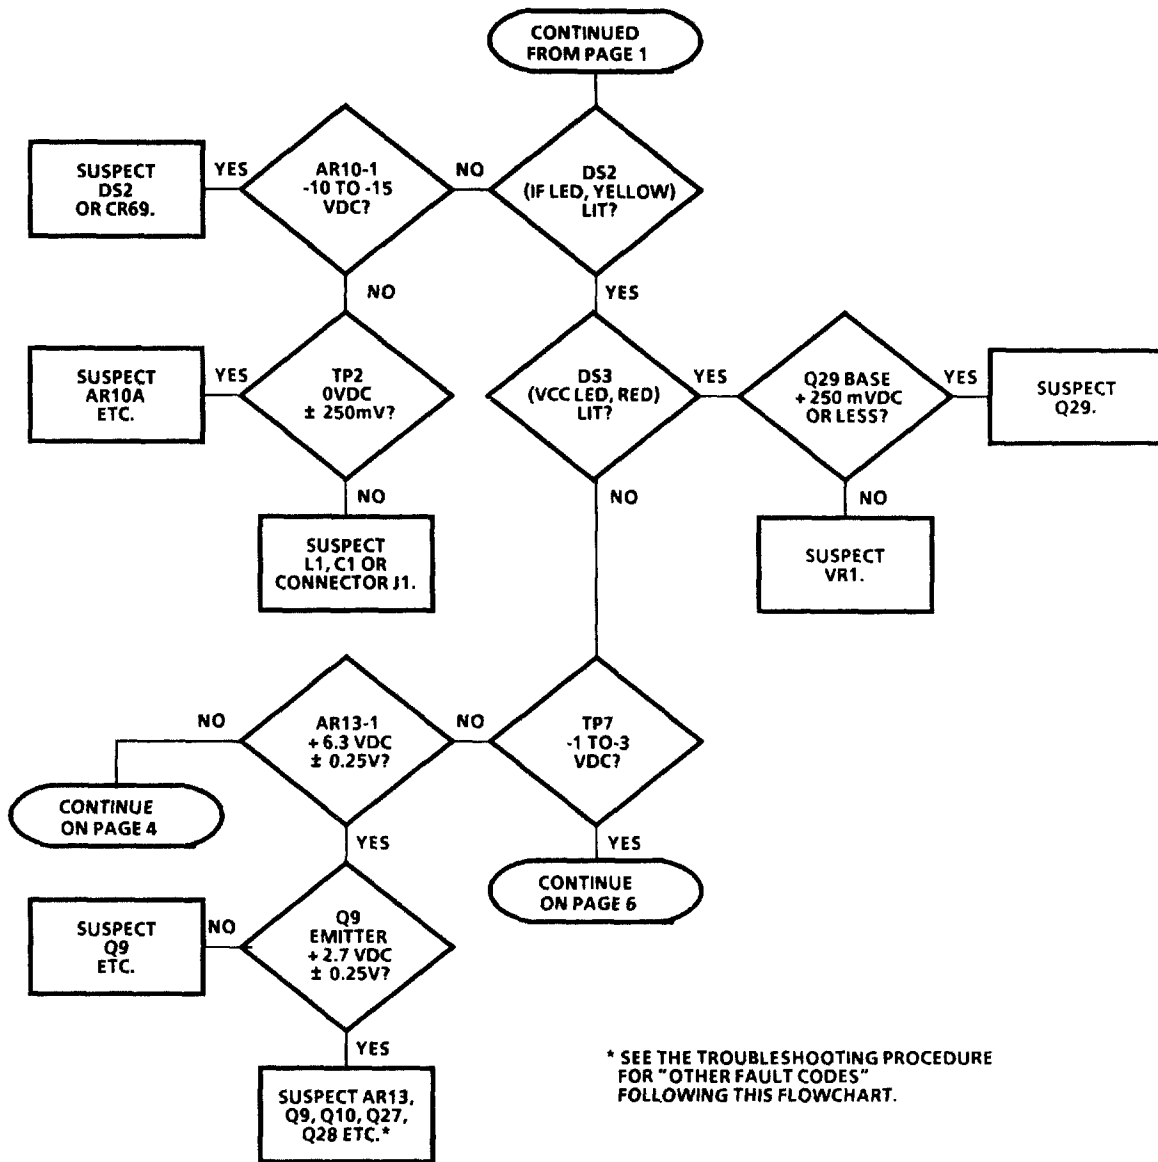 CONTINUED
FROM PAGE 1
SUSPECT
DS2
OR CR69.
YES
AR10-1
-10 TO -15
VDC?
NO
DS2
(IF LED, YELLOW)
LIT?
NO
YES
SUSPECT
AR10A
ETC.
YES
TP2
0VDC
± 250mV?
DS3
(VCC LED, RED)
LIT?
YES
Q29 BASE
+ 250 mVDC
OR LESS?
YES
SUSPECT
Q29.
NO
NO
NO
SUSPECT
L1, C1 OR
CONNECTOR J1.
SUSPECT
VR1.
NO
AR13-1
+ 6.3 VDC
± 0.25V?
NO
TP7
-1 TO-3
VDC?
CONTINUE
ON PAGE 4
YES
YES
CONTINUE
ON PAGE 6
SUSPECT
Q9
ETC.
NO
Q9
EMITTER
+ 2.7 VDC
± 0.25V?
YES
SUSPECT AR13,
Q9, Q10, Q27,
Q28 ETC.*
* SEE THE TROUBLESHOOTING PROCEDURE
FOR "OTHER FAULT CODES"
FOLLOWING THIS FLOWCHART.